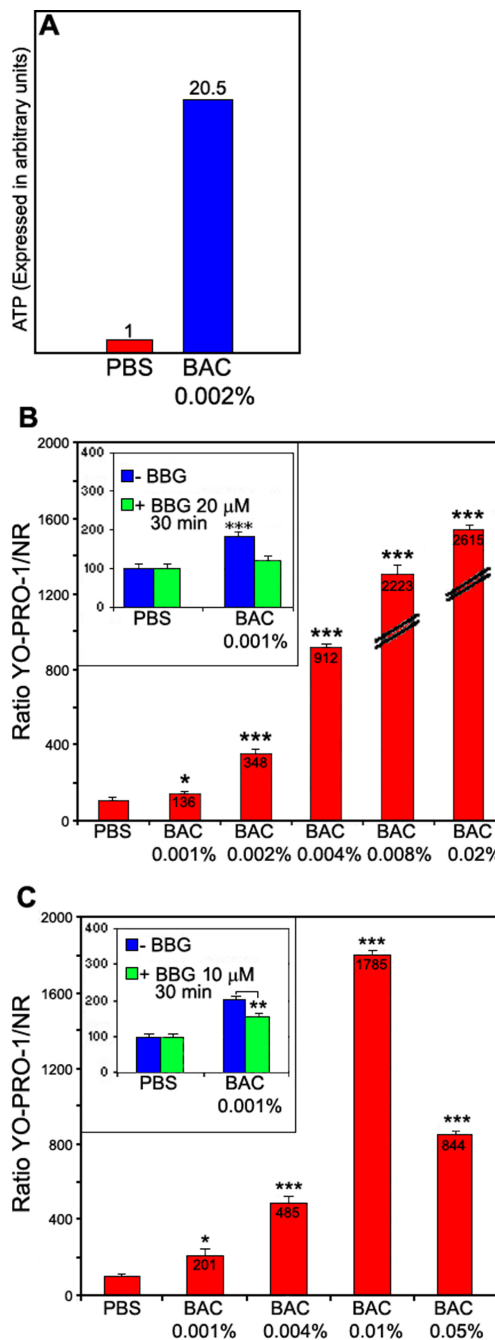 A
ATP (Expressed in arbitrary units)
20.5
1
PBS BAC
0.002%
B
Ratio YO-PRO-1/NR
2000
1600
1200
800
400
0
400
300
200
100
0
- BBG
+ BBG 20 µM
30 min
***
PBS BAC
0.001%
*
136
***
348
***
912
***
2223
***
2615
PBS BAC BAC BAC BAC BAC
0.001% 0.002% 0.004% 0.008% 0.02%
C
Ratio YO-PRO-1/NR
2000
1600
1200
800
400
0
400
300
200
100
0
- BBG
+ BBG 10 µM
30 min
**
PBS BAC
0.001%
*
201
***
485
***
1785
***
844
PBS BAC BAC BAC BAC
0.001% 0.004% 0.01% 0.05%